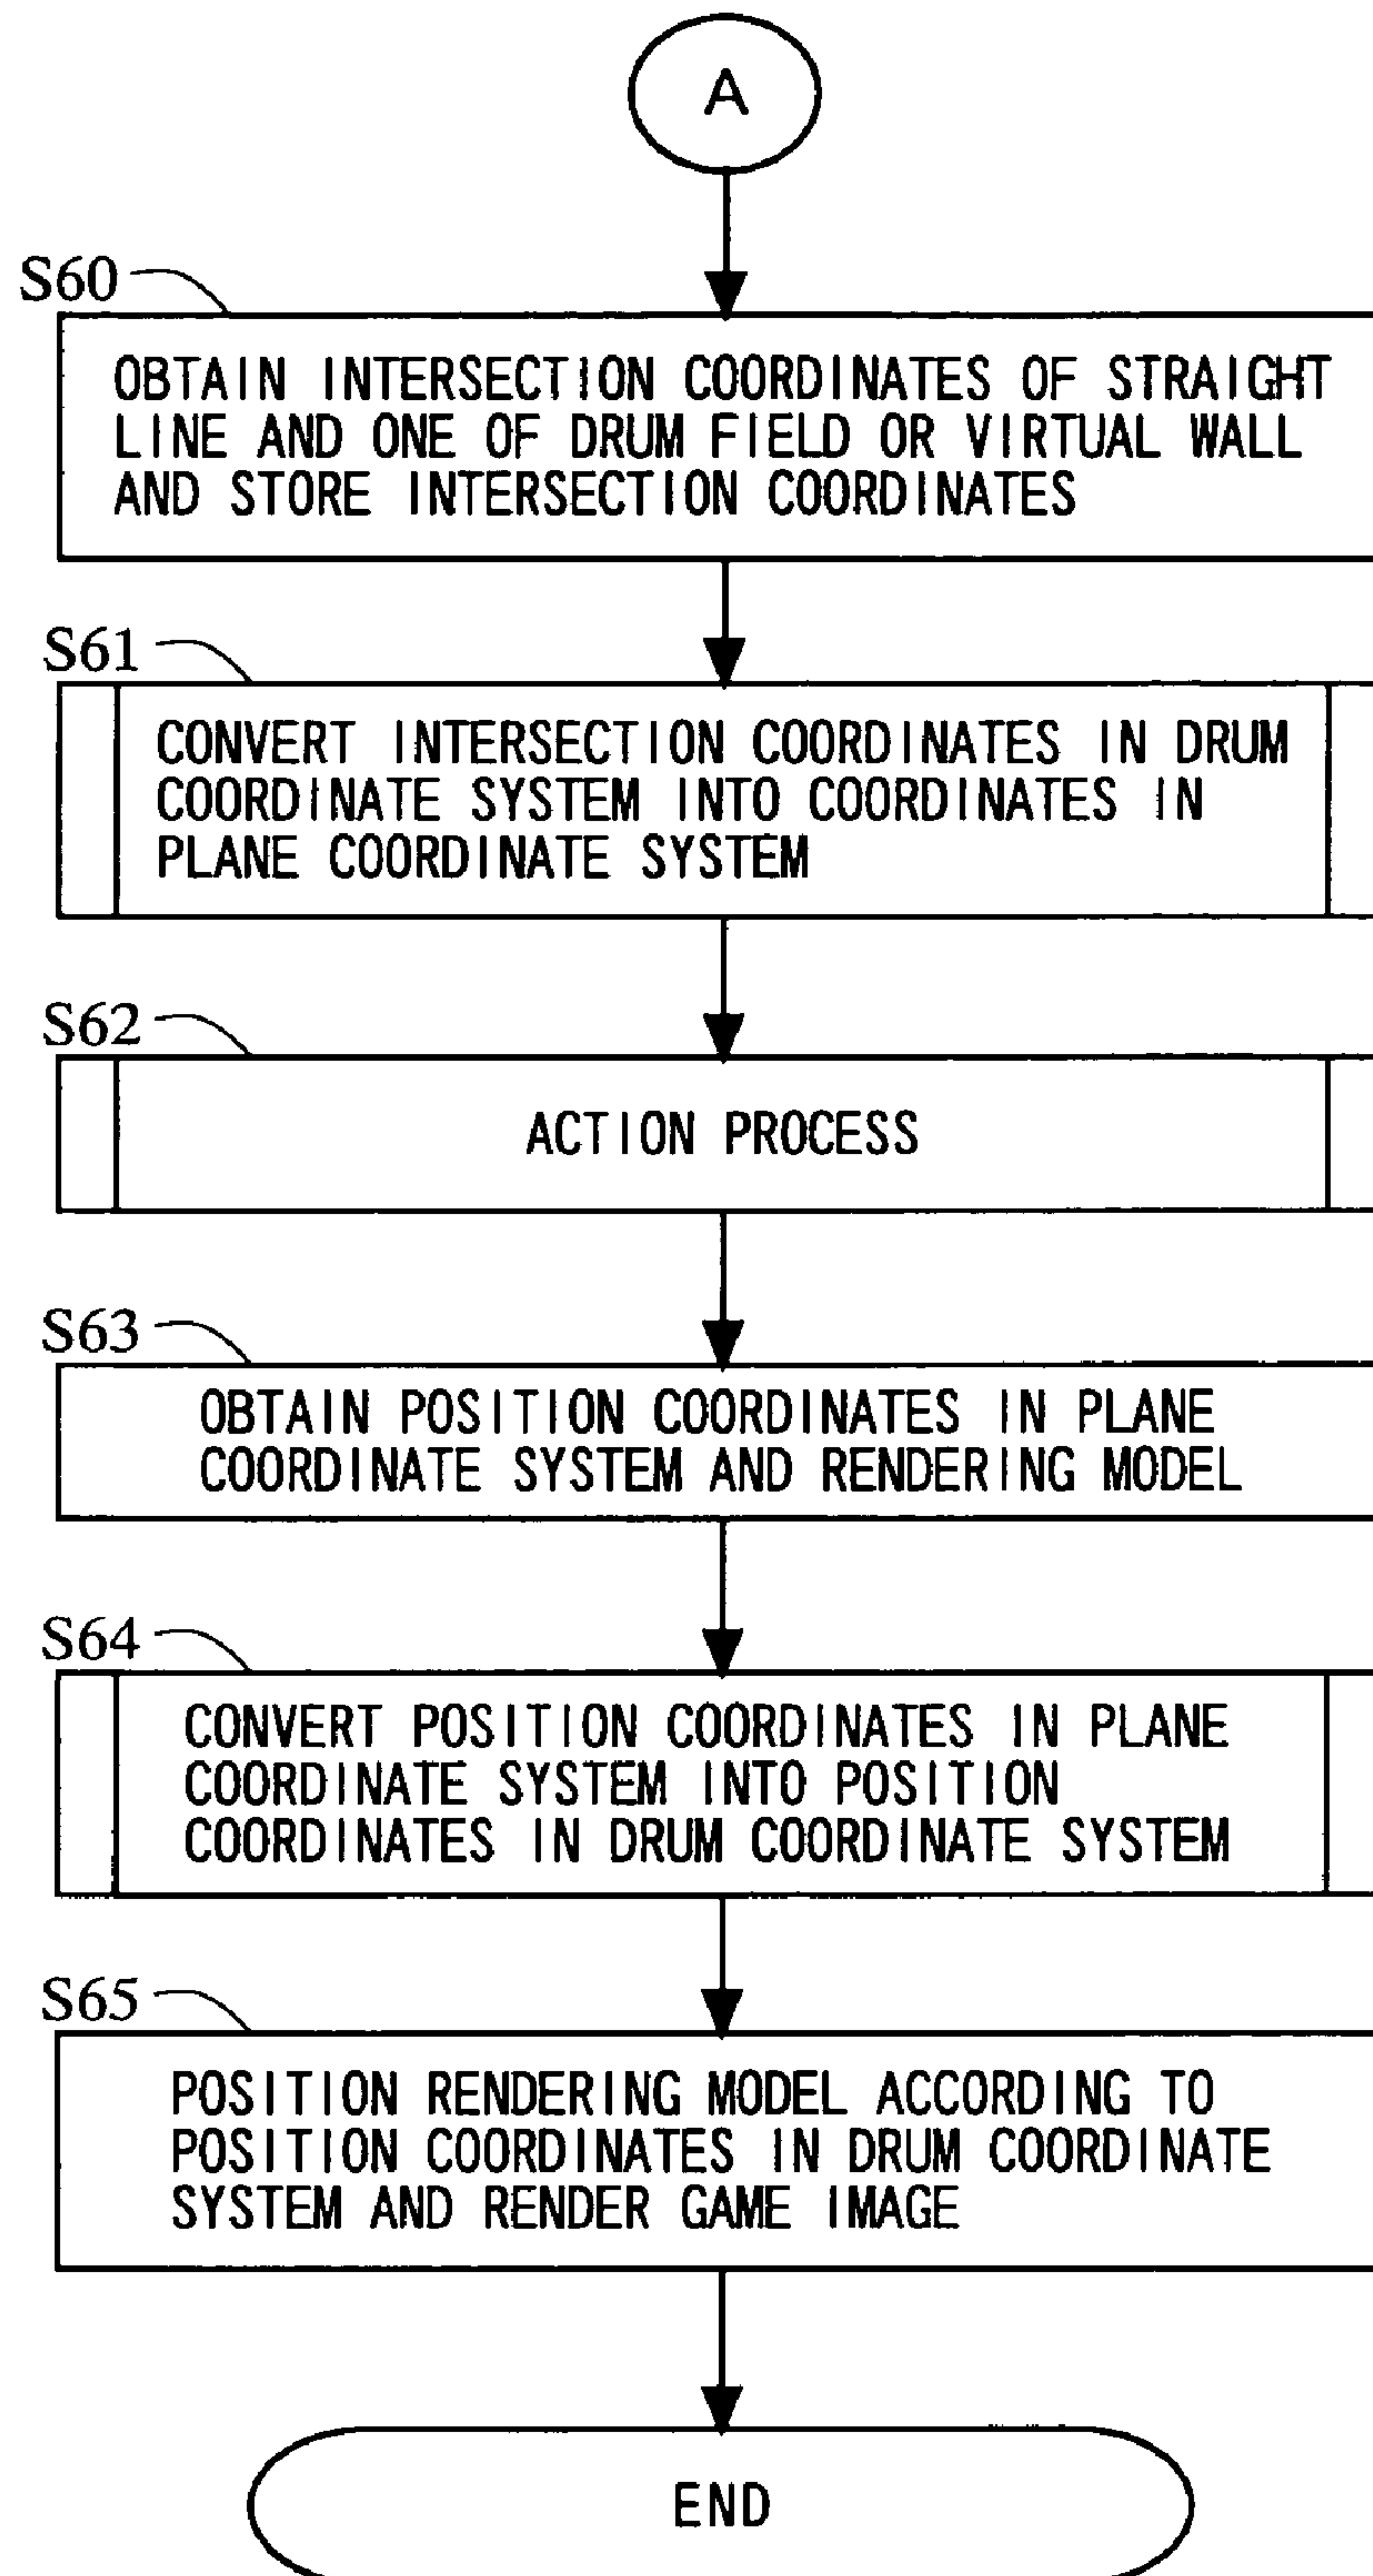 A
S60
OBTAIN INTERSECTION COORDINATES OF STRAIGHT
LINE AND ONE OF DRUM FIELD OR VIRTUAL WALL
AND STORE INTERSECTION COORDINATES
S61
CONVERT INTERSECTION COORDINATES IN DRUM
COORDINATE SYSTEM INTO COORDINATES IN
PLANE COORDINATE SYSTEM
S62
ACTION PROCESS
S63
OBTAIN POSITION COORDINATES IN PLANE
COORDINATE SYSTEM AND RENDERING MODEL
S64
CONVERT POSITION COORDINATES IN PLANE
COORDINATE SYSTEM INTO POSITION
COORDINATES IN DRUM COORDINATE SYSTEM
S65
POSITION RENDERING MODEL ACCORDING TO
POSITION COORDINATES IN DRUM COORDINATE
SYSTEM AND RENDER GAME IMAGE
END